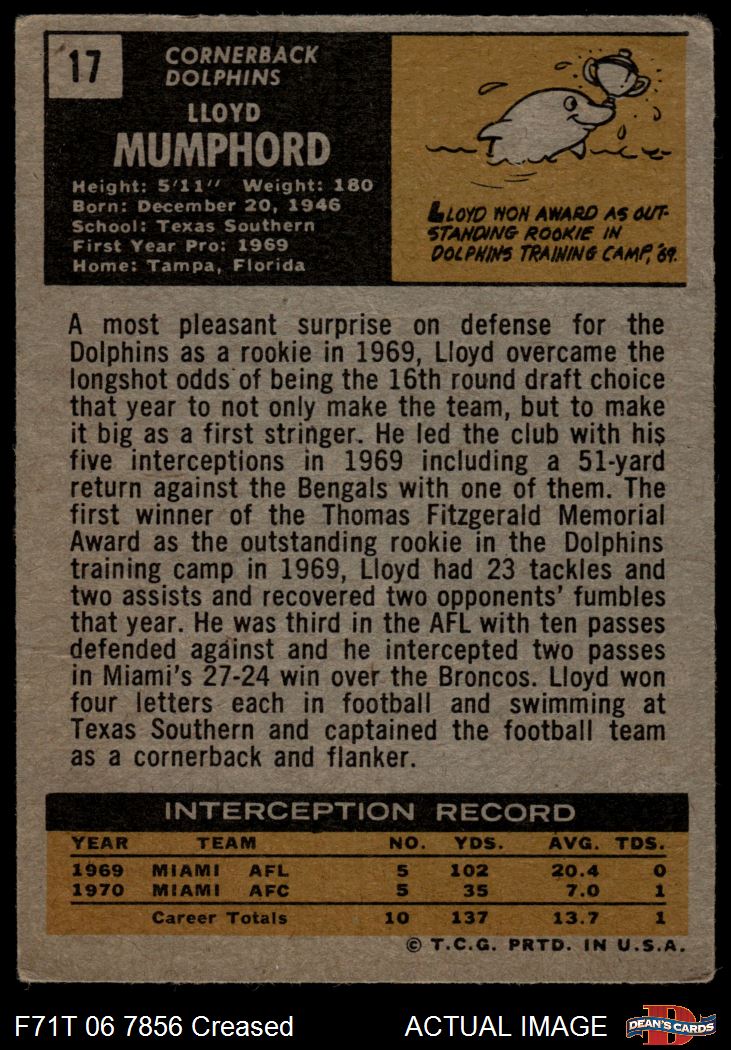 17
CORNERBACK
DOLPHINS
LLOYD
MUMPHORD
Height: 5'11" Weight: 180
Born: December 20, 1946
School: Texas Southern
First Year Pro: 1969
Home: Tampa, Florida
LLOYD WON AWARD AS OUT-
STANDING ROOKIE IN
DOLPHINS TRAINING CAMP, '69.
A most pleasant surprise on defense for the
Dolphins as a rookie in 1969, Lloyd overcame the
longshot odds of being the 16th round draft choice
that year to not only make the team, but to make
it big as a first stringer. He led the club with his
five interceptions in 1969 including a 51-yard
return against the Bengals with one of them. The
first winner of the Thomas Fitzgerald Memorial
Award as the outstanding rookie in the Dolphins
training camp in 1969, Lloyd had 23 tackles and
two assists and recovered two opponents' fumbles
that year. He was third in the AFL with ten passes
defended against and he intercepted two passes
in Miami's 27-24 win over the Broncos. Lloyd won
four letters each in football and swimming at
Texas Southern and captained the football team
as a cornerback and flanker.
INTERCEPTION RECORD
YEAR TEAM NO. YDS. AVG. TDS.
1969 MIAMI AFL 5 102 20.4 0
1970 MIAMI AFC 5 35 7.0 1
Career Totals 10 137 13.7 1
© T.C.G. PRTD. IN U.S.A.
F71T 06 7856 Creased ACTUAL IMAGE
D
DEAN'S CARDS